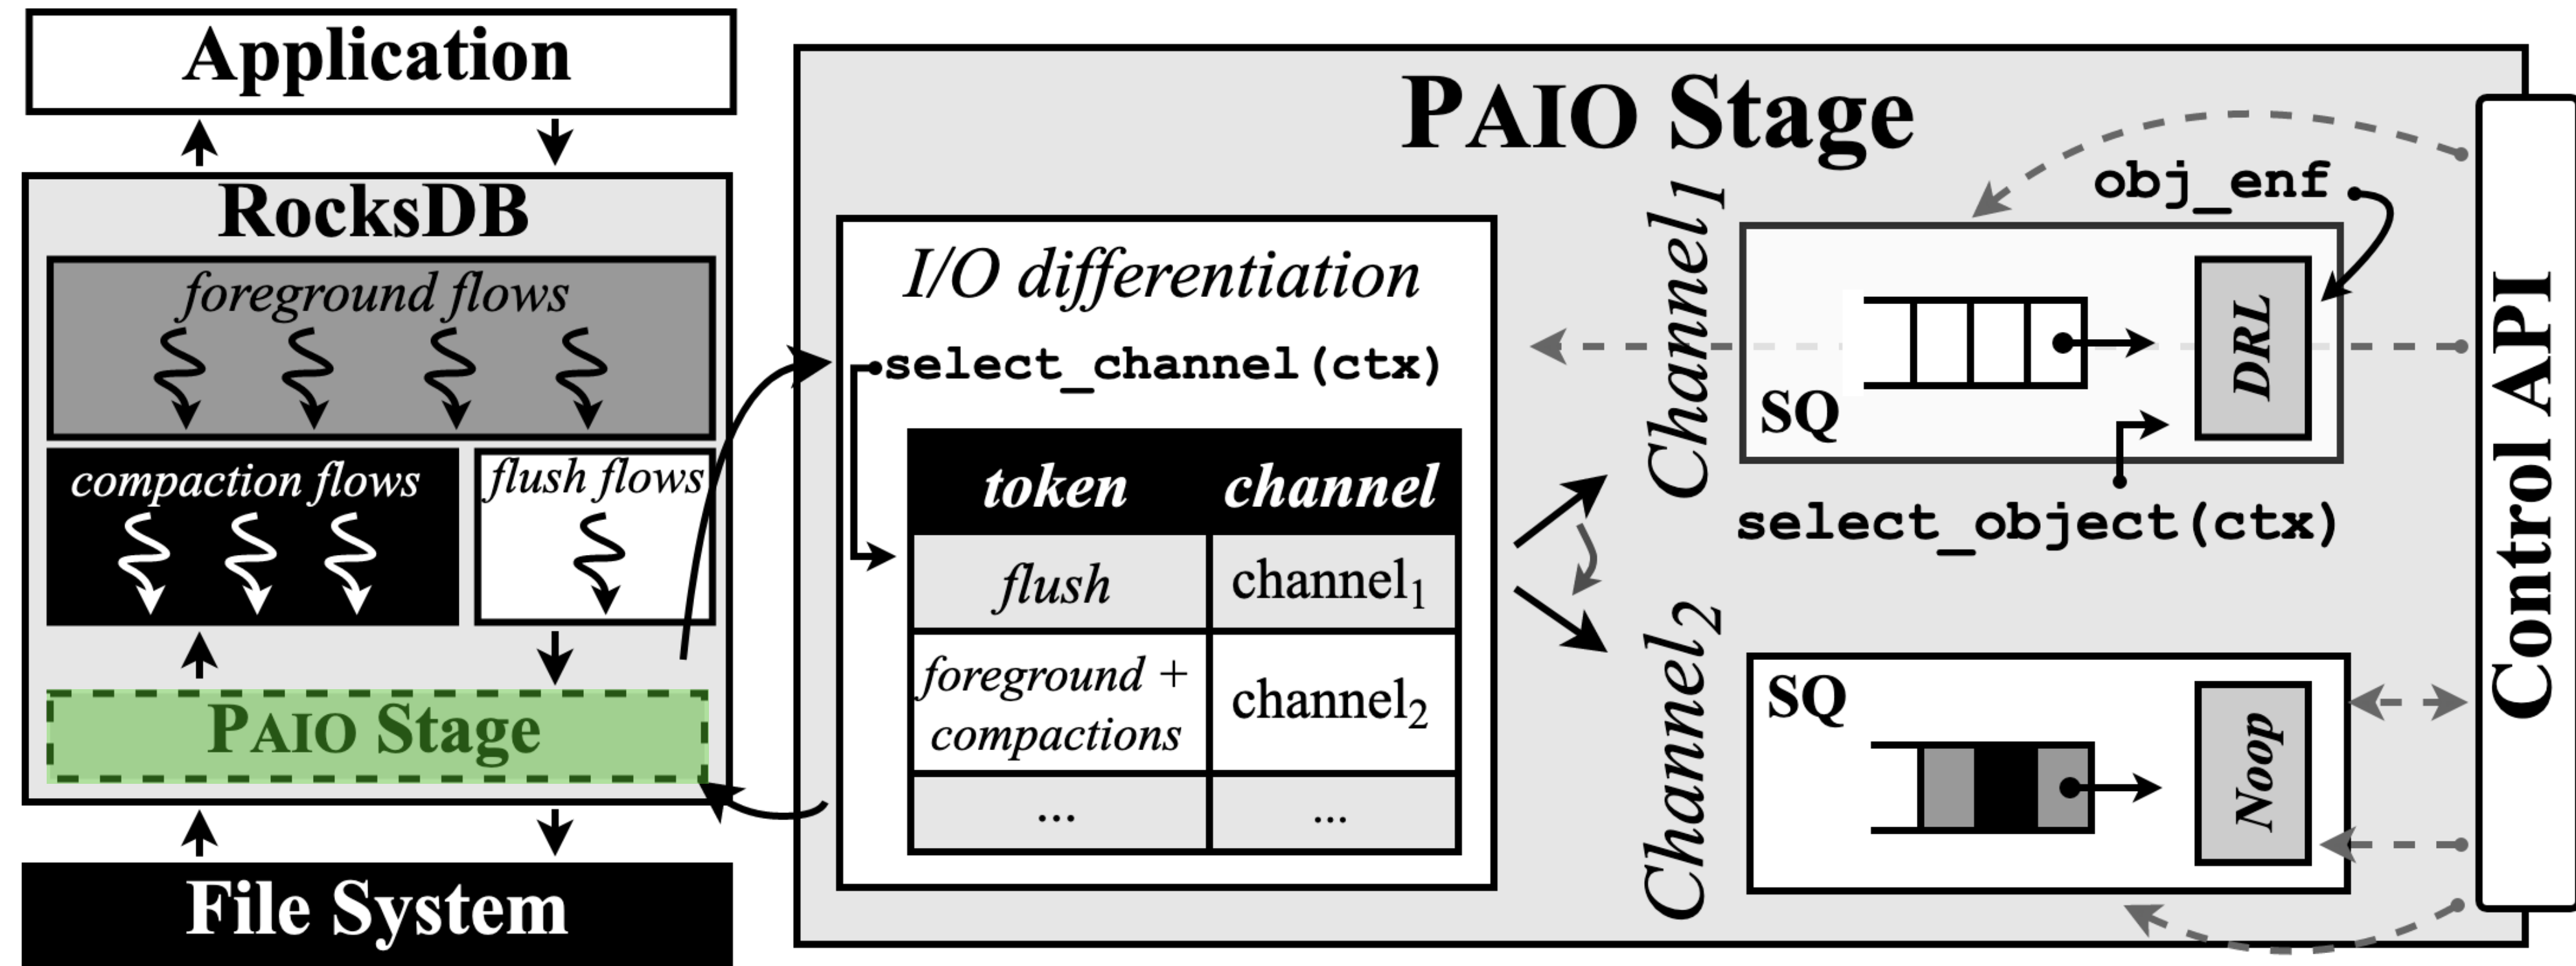 Application
RocksDB
foreground flows
compaction flows
flush flows
PAIO Stage
File System
PAIO Stage
I/O differentiation
select_channel(ctx)
token channel
flush channel1
foreground +
compactions
channel2
... ...
Channel1
obj_enf
SQ
DRL
select_object(ctx)
Channel2
SQ
Noop
Control API